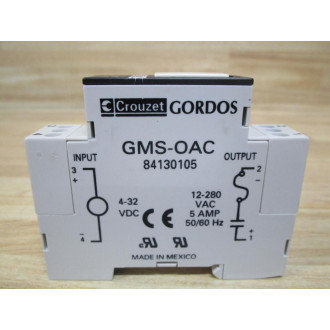 Crouzet GORDOS
GMS-OAC
84130105
INPUT
3
+
4-32
VDC
-
4
OUTPUT
2
-
12-280
VAC
5 AMP
50/60 Hz
+
1
CE
MADE IN MEXICO